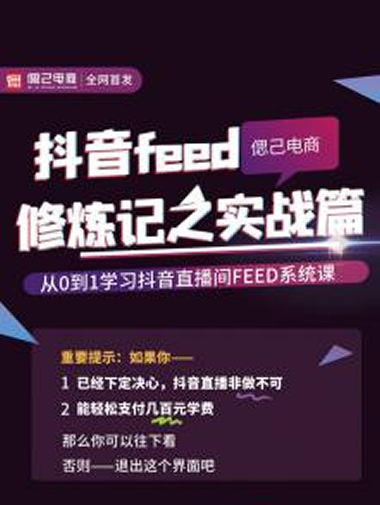 偲己电商 全网首发
抖音feed
偲己电商
修炼记之实战篇
从0到1学习抖音直播间FEED系统课
重要提示：如果你——
1 已经下定决心，抖音直播非做不可
2 能轻松支付几百元学费
那么你可以往下看
否则——退出这个界面吧